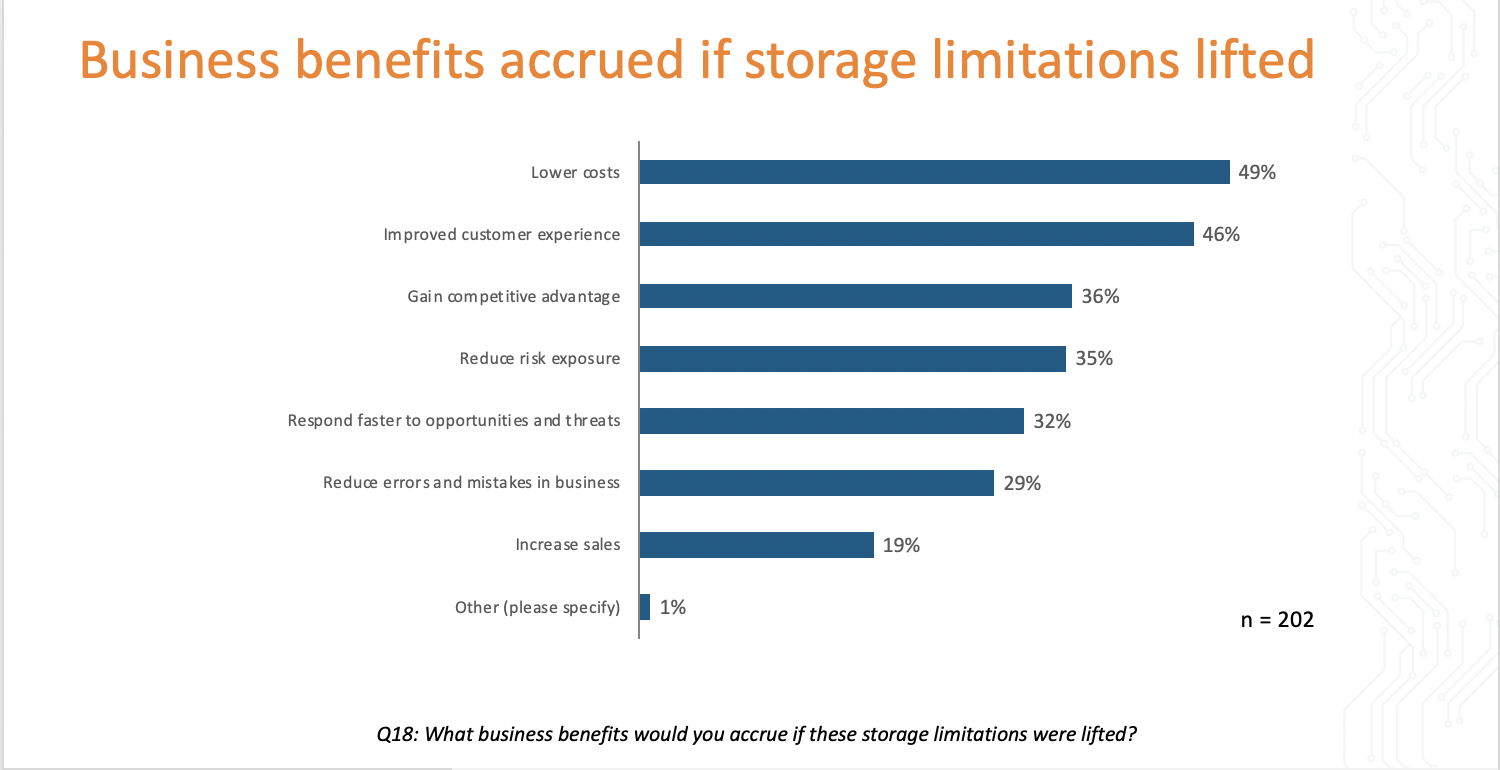 Business benefits accrued if storage limitations lifted
Lower costs 49%
Improved customer experience 46%
Gain competitive advantage 36%
Reduce risk exposure 35%
Respond faster to opportunities and threats 32%
Reduce errors and mistakes in business 29%
Increase sales 19%
Other (please specify) 1%
n = 202
Q18: What business benefits would you accrue if these storage limitations were lifted?